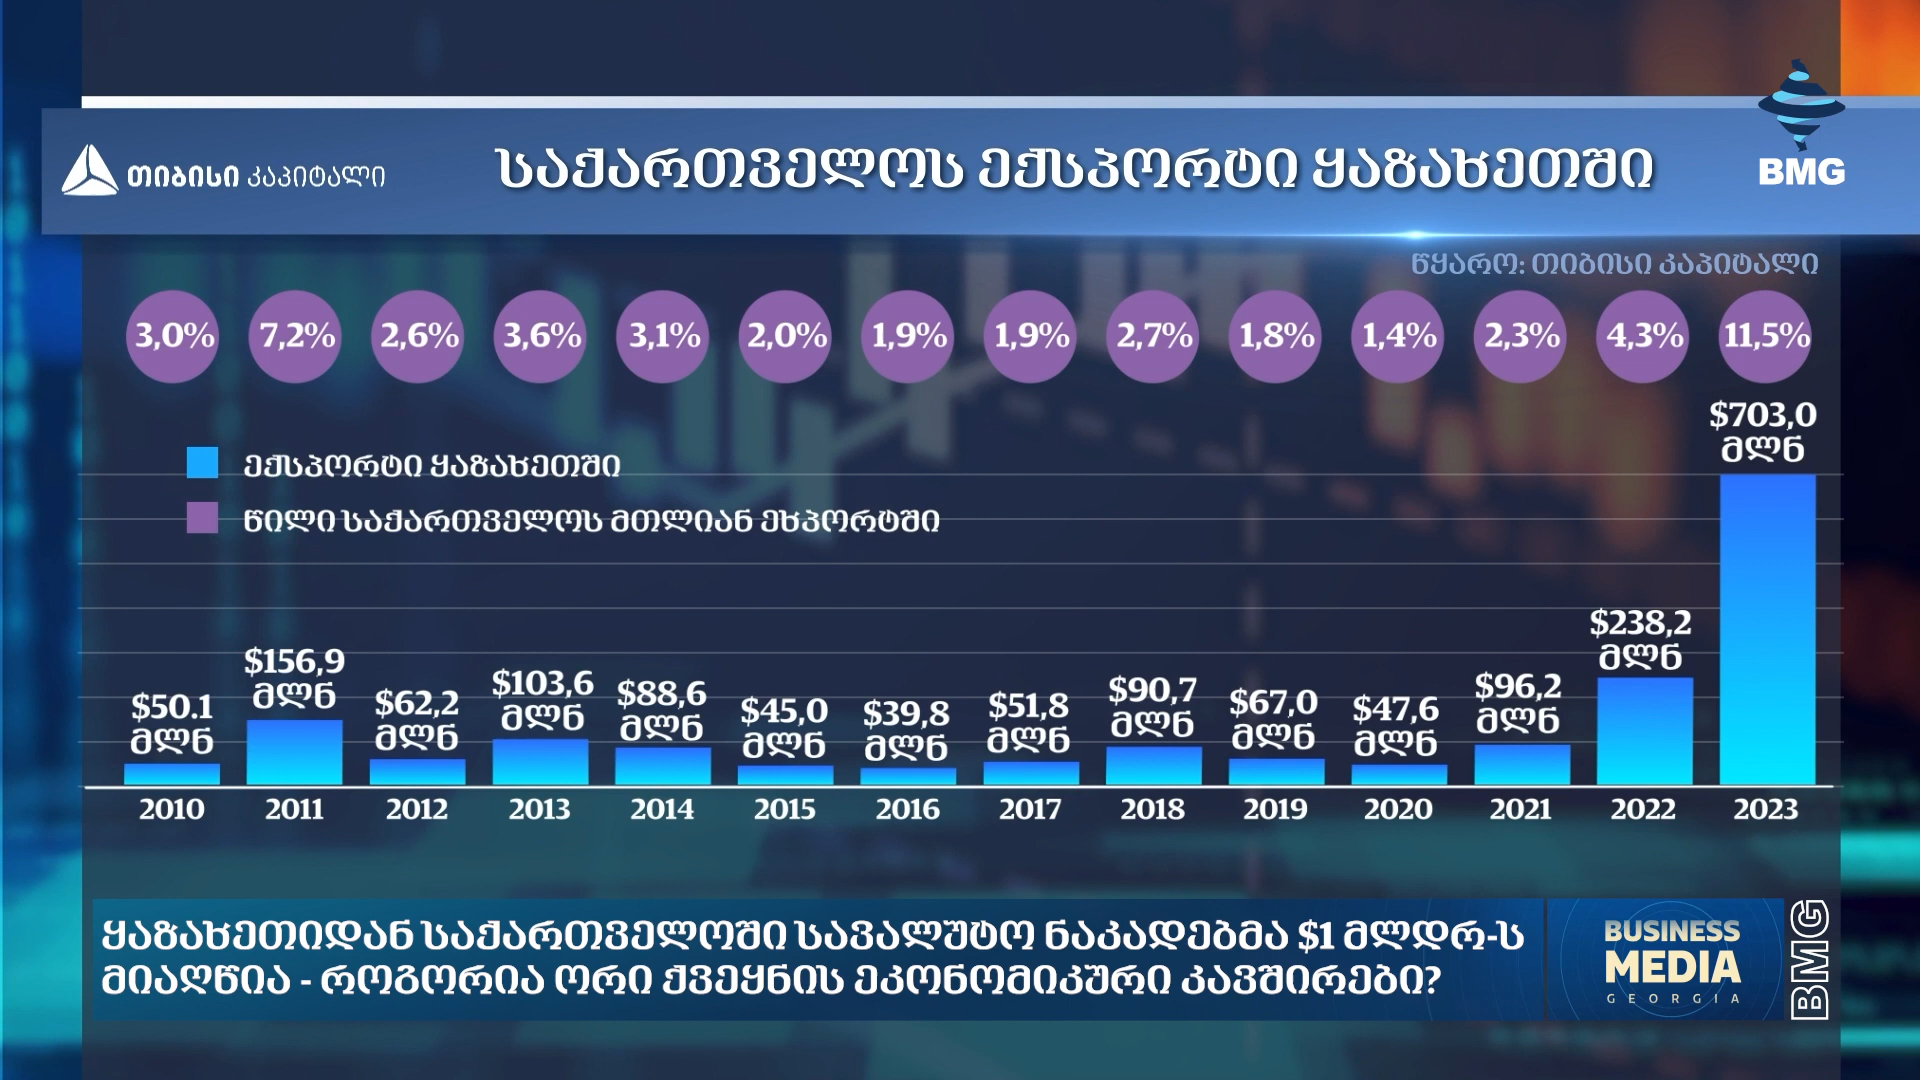 თიბისი კაპიტალი
საქართველოს ექსპორტი ყაზახეთში
BMG
წყარო: თიბისი კაპიტალი
3,0% 7,2% 2,6% 3,6% 3,1% 2,0% 1,9% 1,9% 2,7% 1,8% 1,4% 2,3% 4,3% 11,5%
ექსპორტი ყაზახეთში
წილი საქართველოს მთლიან ეხპორტში
$50.1 მლნ
$156,9 მლნ
$62,2 მლნ
$103,6 მლნ
$88,6 მლნ
$45,0 მლნ
$39,8 მლნ
$51,8 მლნ
$90,7 მლნ
$67,0 მლნ
$47,6 მლნ
$96,2 მლნ
$238,2 მლნ
$703,0 მლნ
2010 2011 2012 2013 2014 2015 2016 2017 2018 2019 2020 2021 2022 2023
ყაზახეთიდან საქართველოში სავალუტო ნაკადებმა $1 მლდრ-ს
მიაღწია - როგორია ორი ქვეყნის ეკონომიკური კავშირები?
BUSINESS
MEDIA
GEORGIA
BMG